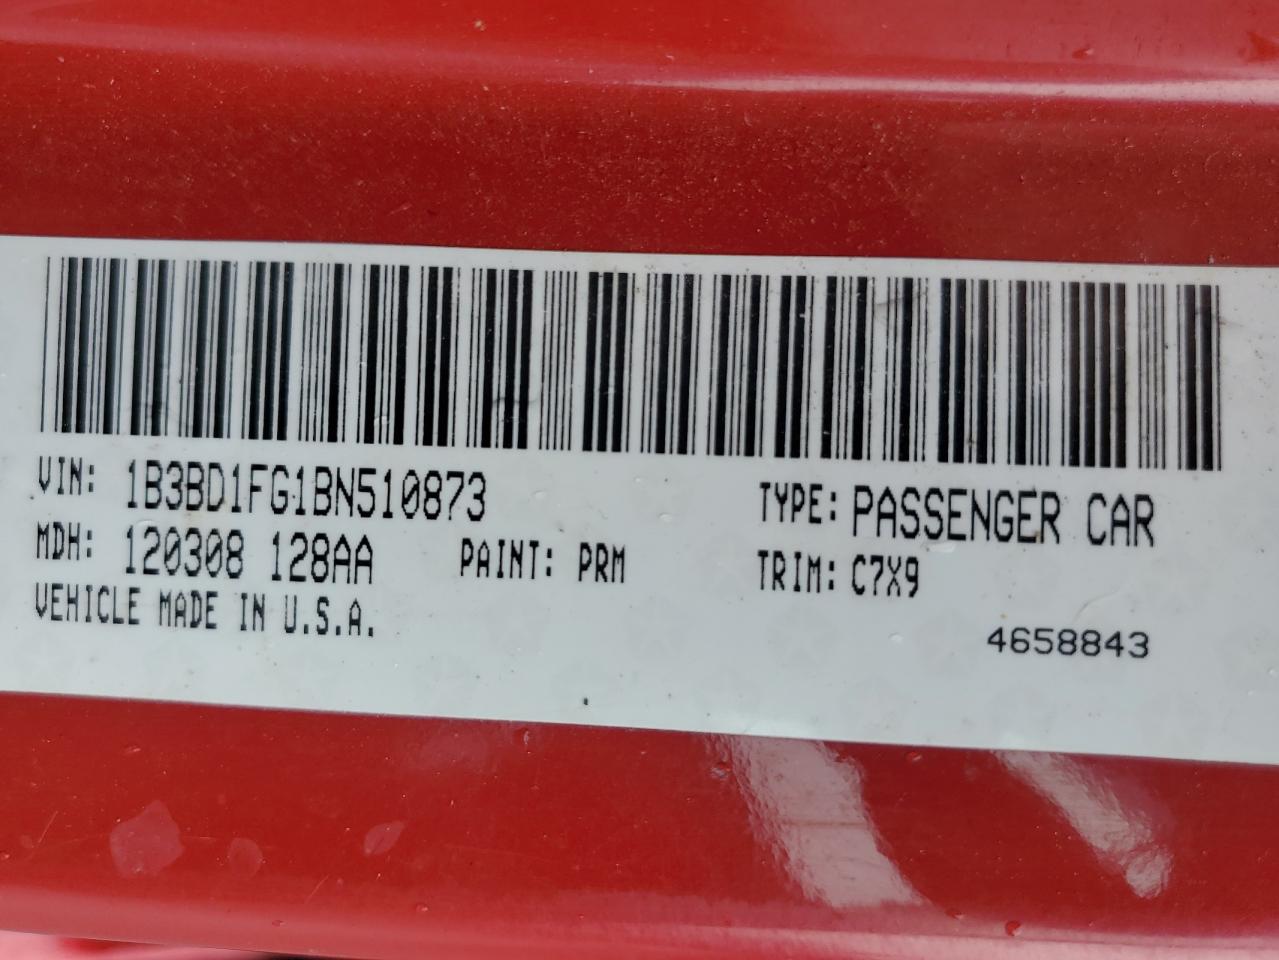 VIN: 1B3BD1FG1BN510873 TYPE: PASSENGER CAR
MDH: 120308 128AA PAINT: PRM TRIM: C7X9
VEHICLE MADE IN U.S.A.
4658843